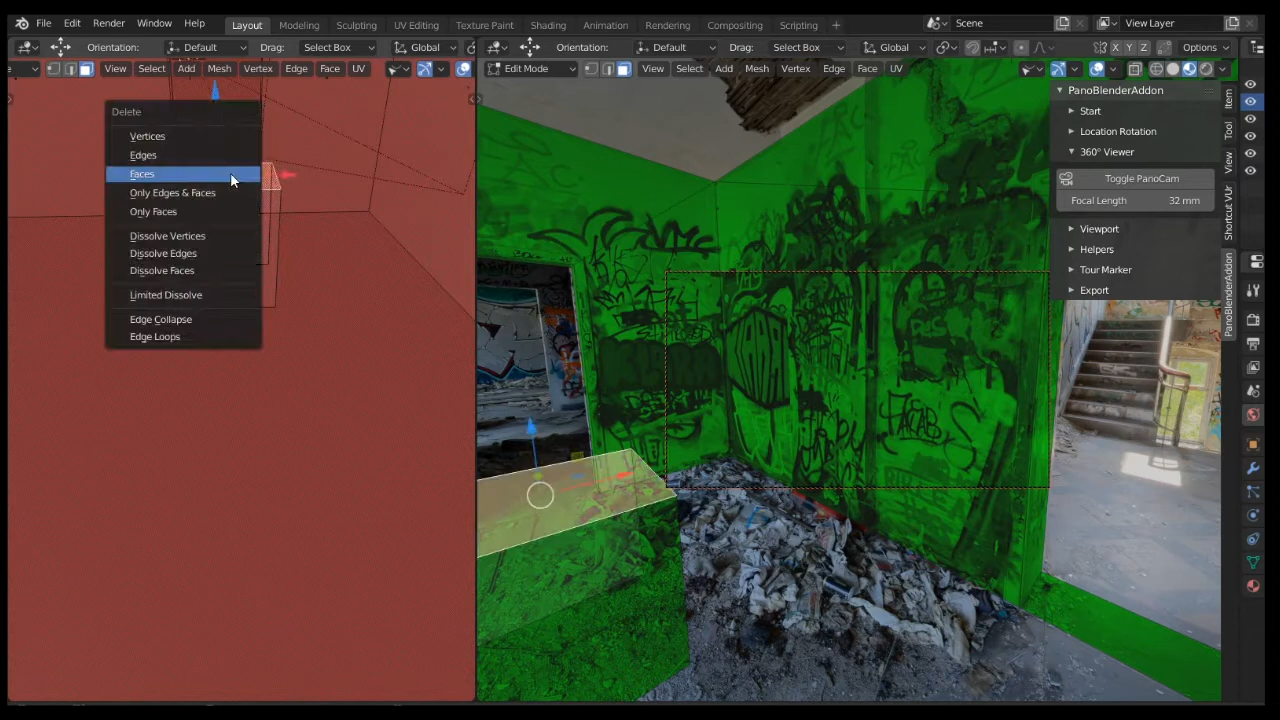 File Edit Render Window Help Layout Modeling Sculpting UV Editing Texture Paint Shading Animation Rendering Compositing Scripting + Scene View Layer
Orientation: Default Drag: Select Box Global Orientation: Default Drag: Select Box Global X Y Z Options
View Select Add Mesh Vertex Edge Face UV Edit Mode View Select Add Mesh Vertex Edge Face UV
Delete
Vertices
Edges
Faces
Only Edges & Faces
Only Faces
Dissolve Vertices
Dissolve Edges
Dissolve Faces
Limited Dissolve
Edge Collapse
Edge Loops
PanoBlenderAddon
Start
Location Rotation
360° Viewer
Toggle PanoCam
Focal Length 32 mm
Viewport
Helpers
Tour Marker
Export
Item
Tool
View
Shortcut VUr
PanoBlenderAddon